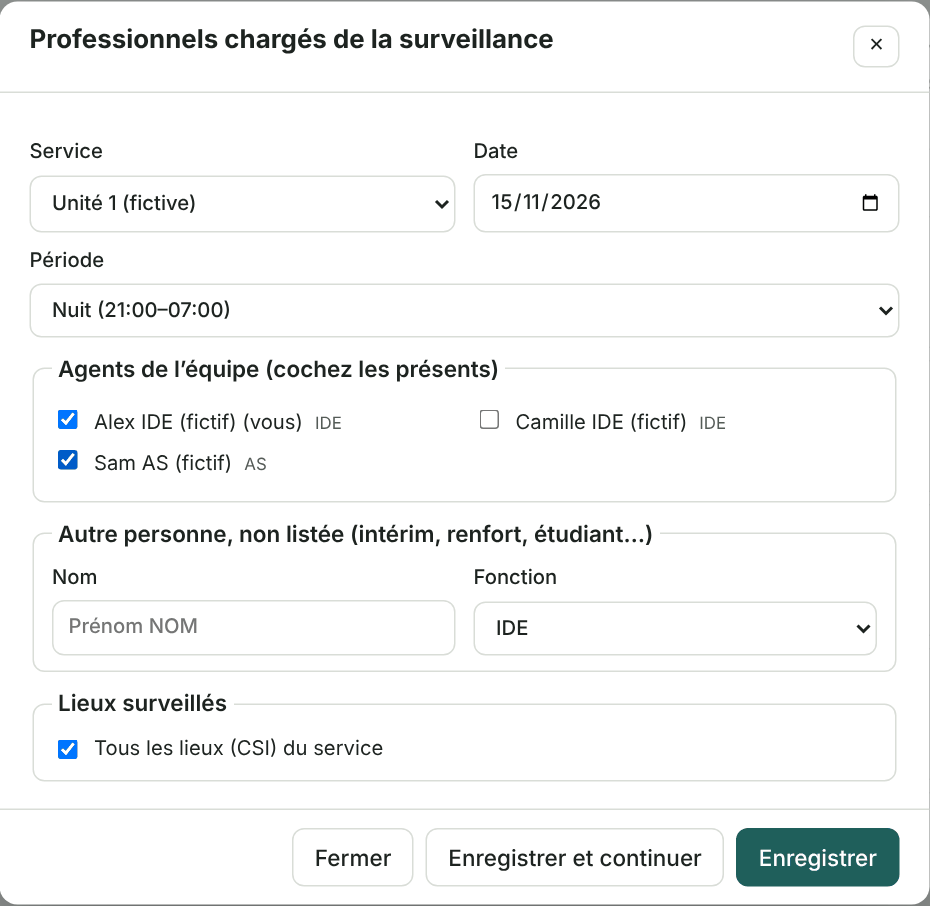 Professionnels chargés de la surveillance
×
Service
Date
Unité 1 (fictive)
15/11/2026
Période
Nuit (21:00–07:00)
Agents de l’équipe (cochez les présents)
Alex IDE (fictif) (vous) IDE
Camille IDE (fictif) IDE
Sam AS (fictif) AS
Autre personne, non listée (intérim, renfort, étudiant…)
Nom
Fonction
Prénom NOM
IDE
Lieux surveillés
Tous les lieux (CSI) du service
Fermer
Enregistrer et continuer
Enregistrer